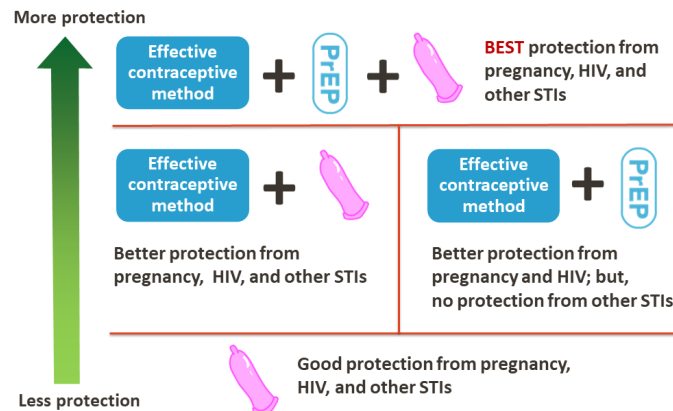 More protection
Effective
contraceptive
method
PrEP
BEST protection from
pregnancy, HIV, and
other STIs
Effective
contraceptive
method
Better protection from
pregnancy, HIV, and other STIs
Effective
contraceptive
method
PrEP
Better protection from
pregnancy and HIV; but,
no protection from other STIs
Good protection from pregnancy,
HIV, and other STIs
Less protection